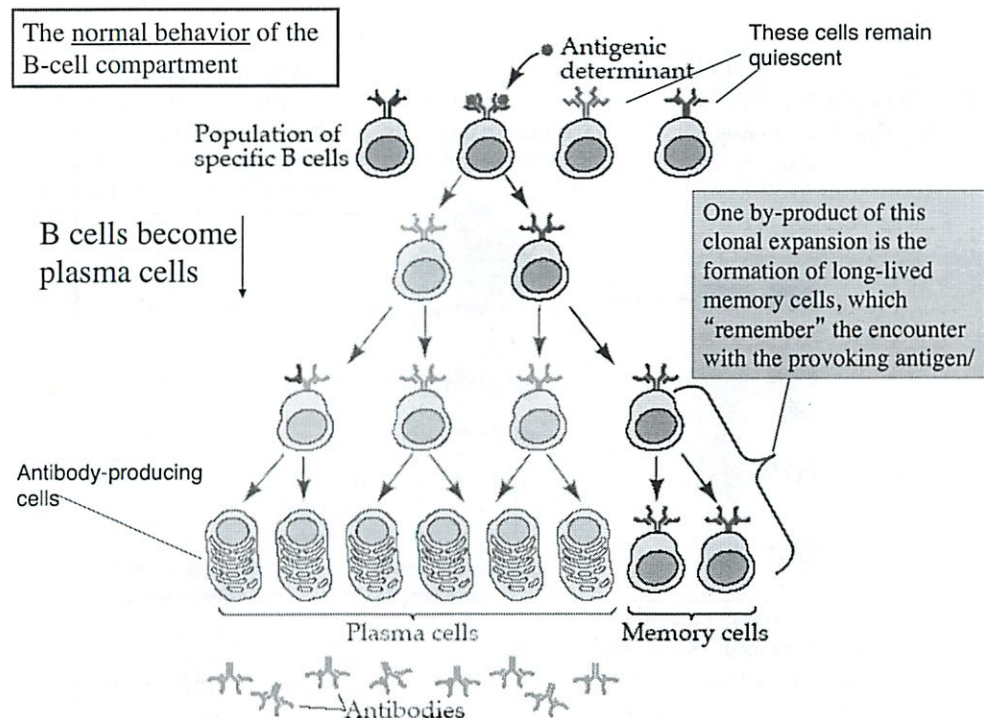 The normal behavior of the
B-cell compartment
Antigenic
determinant
These cells remain
quiescent
Population of
specific B cells
B cells become
plasma cells
One by-product of this
clonal expansion is the
formation of long-lived
memory cells, which
“remember” the encounter
with the provoking antigen/
Antibody-producing
cells
Plasma cells
Memory cells
Antibodies